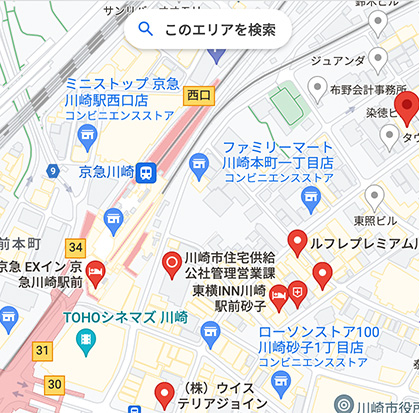 このエリアを検索
鈴木ビル
ジュアンダ
ミニストップ 京急
川崎駅西口店
コンビニエンスストア
西口
布野会計事務所
染徳ビ
タウ
ファミリーマート
川崎本町一丁目店
コンビニエンスストア
京急川崎
9
東照ビル
前本町
34
ルフレプレミアム川
京急 EXイン 京
急川崎駅前
川崎市住宅供給
公社管理営業課
東横INN川崎
駅前砂子
TOHOシネマズ 川崎
ローソンストア100
川崎砂子1丁目店
コンビニエンスストア
31
30
(株)ウイス
テリアジョイン
川崎市役所